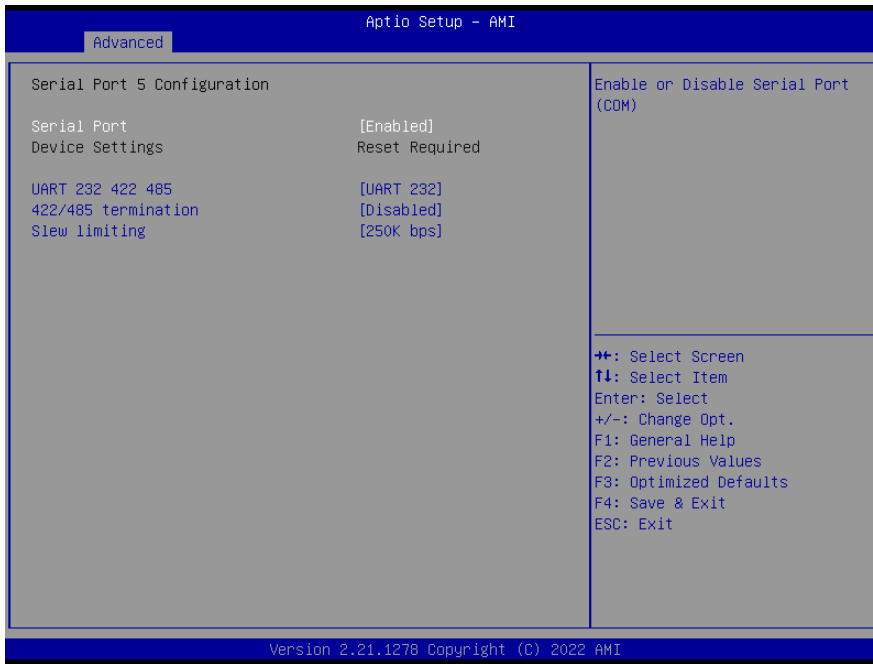 Aptio Setup – AMI
Advanced
Serial Port 5 Configuration
Serial Port [Enabled]
Device Settings Reset Required
UART 232 422 485 [UART 232]
422/485 termination [Disabled]
Slew limiting [250K bps]
Enable or Disable Serial Port
(COM)
→←: Select Screen
↑↓: Select Item
Enter: Select
+/-: Change Opt.
F1: General Help
F2: Previous Values
F3: Optimized Defaults
F4: Save & Exit
ESC: Exit
Version 2.21.1278 Copyright (C) 2022 AMI